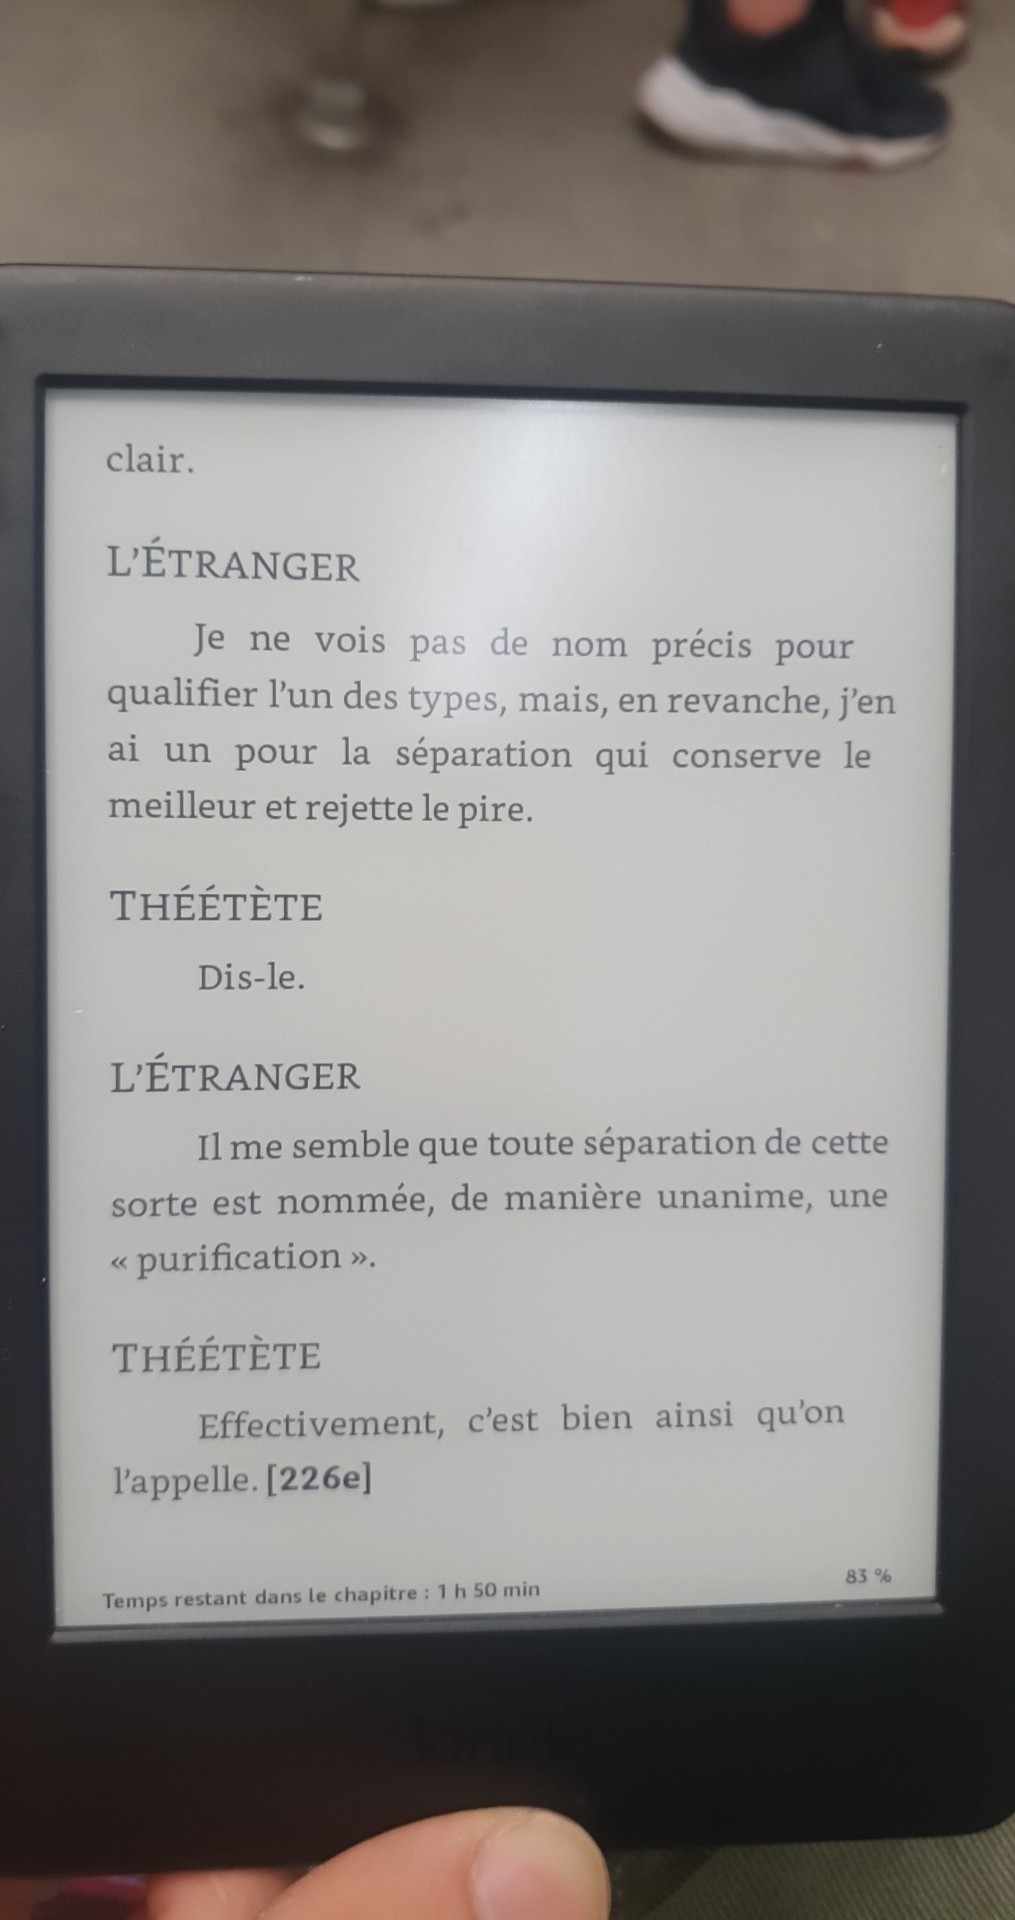 clair.
L'ÉTRANGER
Je ne vois pas de nom précis pour
qualifier l'un des types, mais, en revanche, j'en
ai un pour la séparation qui conserve le
meilleur et rejette le pire.
THÉÉTÈTE
Dis-le.
L'ÉTRANGER
Il me semble que toute séparation de cette
sorte est nommée, de manière unanime, une
« purification ».
THÉÉTÈTE
Effectivement, c'est bien ainsi qu'on
l'appelle. [226e]
Temps restant dans le chapitre : 1 h 50 min 83 %